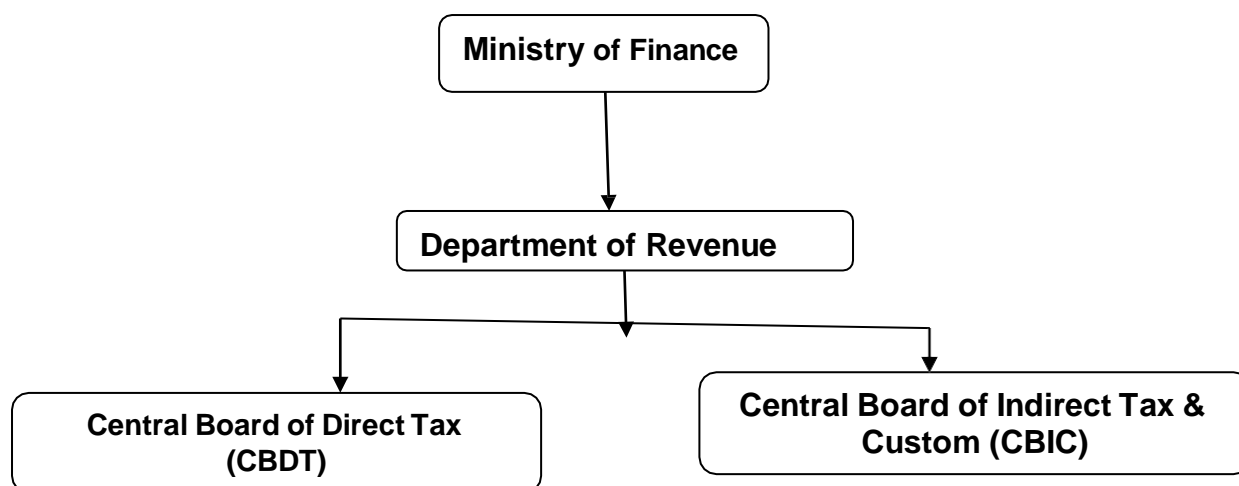 Ministry of Finance
Department of Revenue
Central Board of Direct Tax
(CBDT)
Central Board of Indirect Tax &
Custom (CBIC)